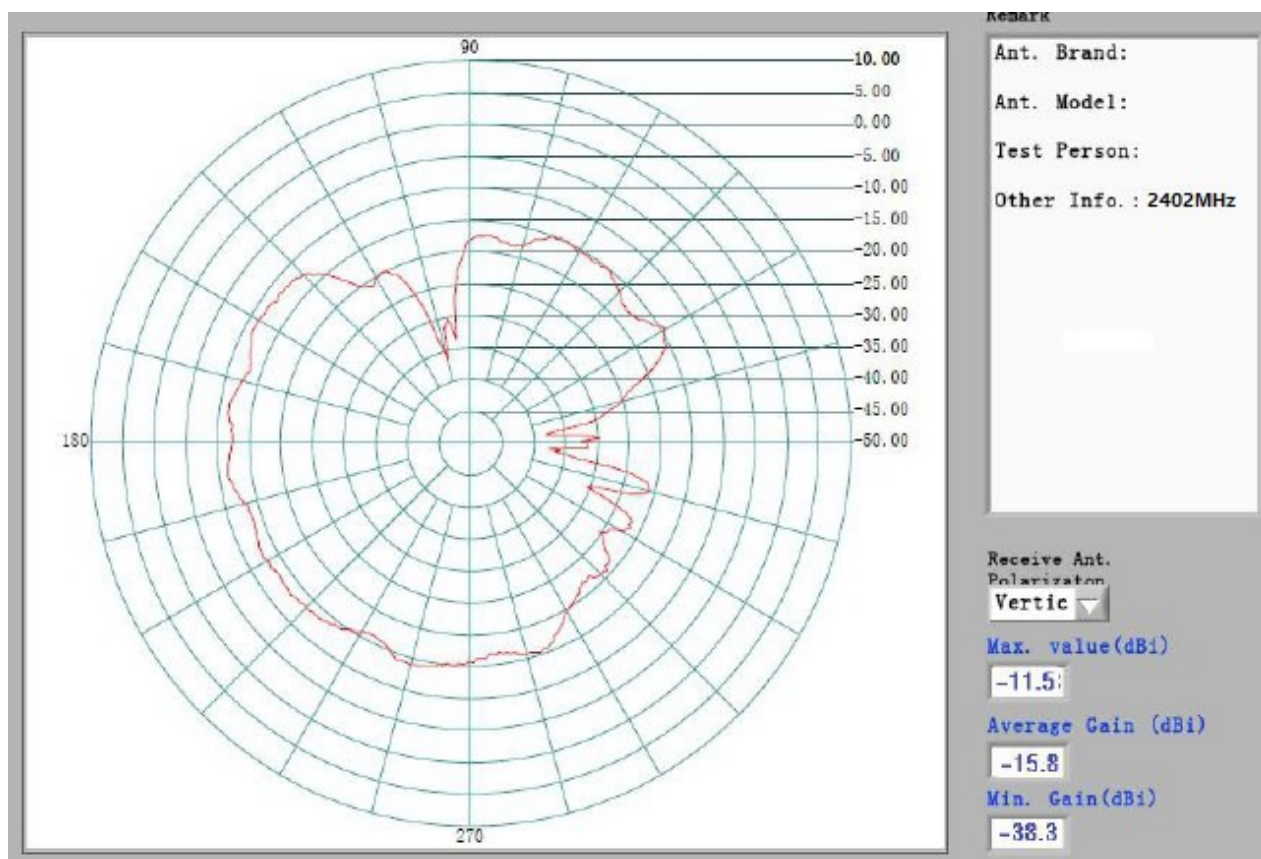 Remark
90
10.00
5.00
0.00
-5.00
-10.00
-15.00
-20.00
-25.00
-30.00
-35.00
-40.00
-45.00
-50.00
180
270
Ant. Brand:
Ant. Model:
Test Person:
Other Info.: 2402MHz
Receive Ant.
Polarizaton
Vertic
Max. value(dBi)
-11.5
Average Gain (dBi)
-15.8
Min. Gain(dBi)
-38.3